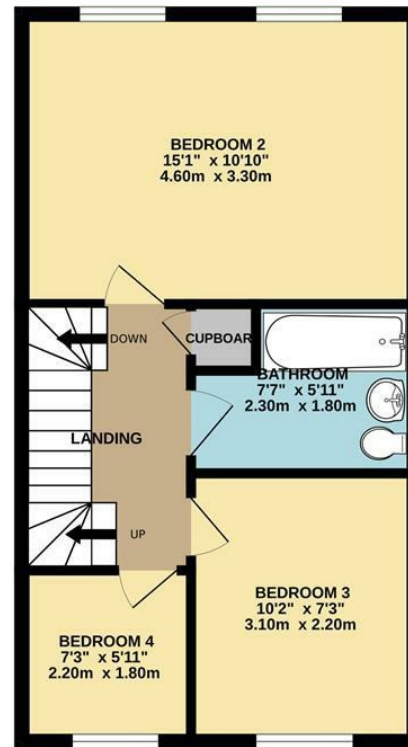 BEDROOM 2
15'1" x 10'10"
4.60m x 3.30m
DOWN
CUPBOAR
BATHROOM
7'7" x 5'11"
2.30m x 1.80m
LANDING
UP
BEDROOM 3
10'2" x 7'3"
3.10m x 2.20m
BEDROOM 4
7'3" x 5'11"
2.20m x 1.80m